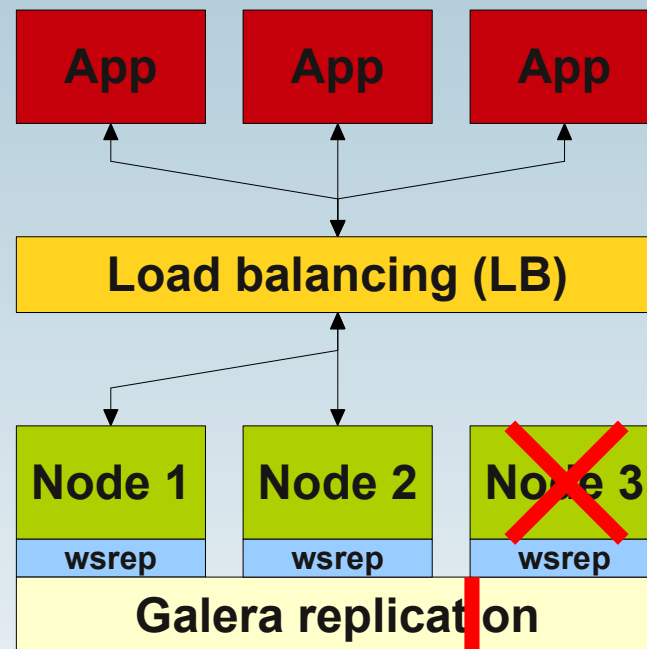 App App App
Load balancing (LB)
Node 1 Node 2 Node 3
wsrep wsrep wsrep
Galera replication